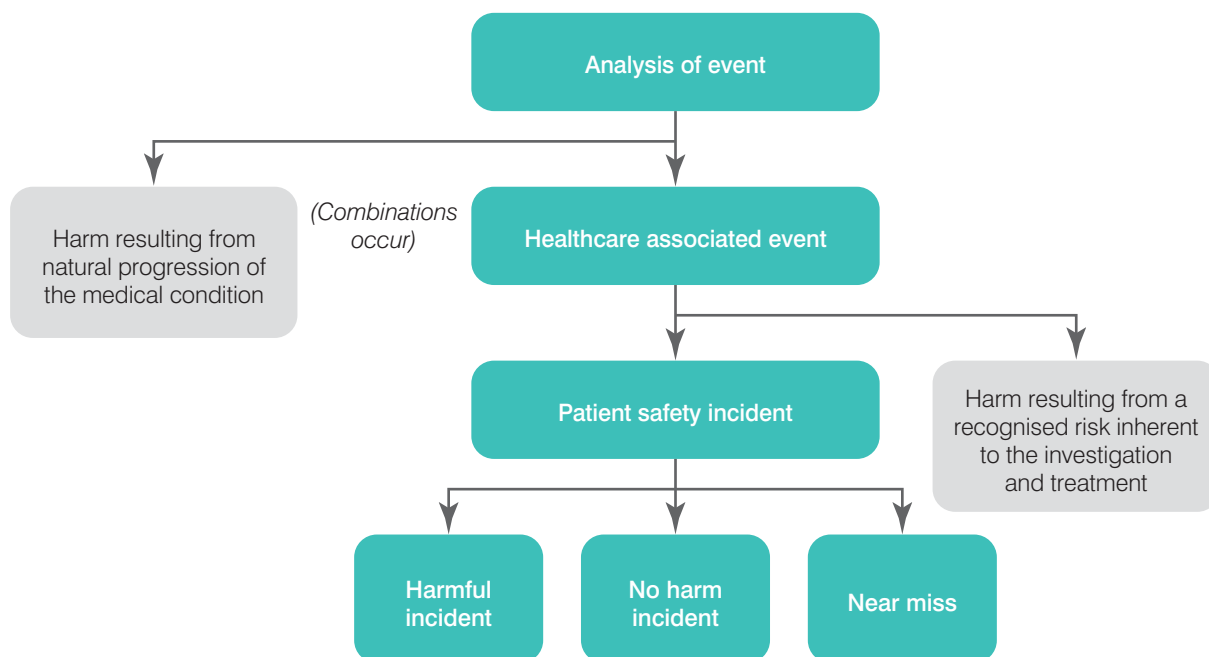 Analysis of event
Harm resulting from
natural progression of
the medical condition
(Combinations
occur)
Healthcare associated event
Patient safety incident
Harm resulting from a
recognised risk inherent
to the investigation
and treatment
Harmful
incident
No harm
incident
Near miss